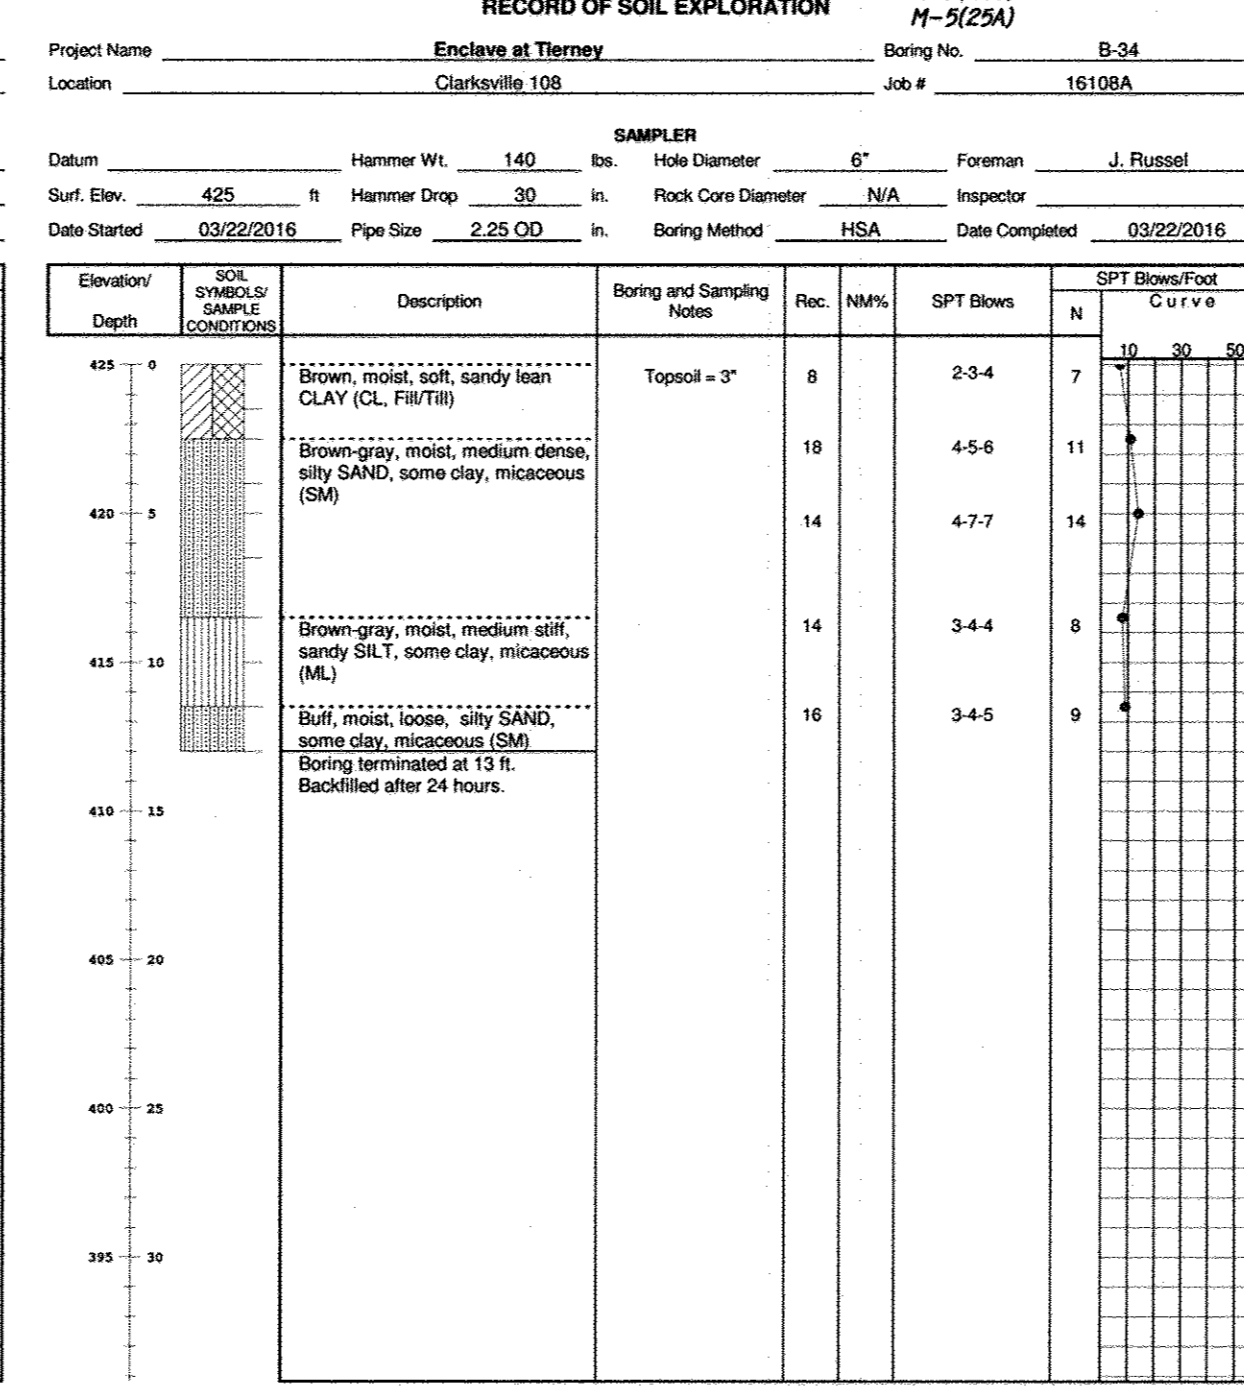 RECORD OF SOIL EXPLORATION
M-5(25A)
Project Name Enclave at Tierney Boring No. B-34
Location Clarksville 108 Job # 16108A
SAMPLER
Datum Hammer Wt. 140 lbs. Hole Diameter 6" Foreman J. Russel
Surf. Elev. 425 ft Hammer Drop 30 in. Rock Core Diameter N/A Inspector
Date Started 03/22/2016 Pipe Size 2.25 OD in. Boring Method HSA Date Completed 03/22/2016
Elevation/
Depth
SOIL
SYMBOLS/
SAMPLE
CONDITIONS
Description
Boring and Sampling
Notes
Rec.
NM%
SPT Blows
SPT Blows/Foot
N
Curve
10 30 50
425 0
Brown, moist, soft, sandy lean
CLAY (CL, Fill/Till)
Topsoil = 3"
8
2-3-4
7
Brown-gray, moist, medium dense,
silty SAND, some clay, micaceous
(SM)
18
4-5-6
11
420 5
14
4-7-7
14
Brown-gray, moist, medium stiff,
sandy SILT, some clay, micaceous
(ML)
14
3-4-4
8
415 10
Buff, moist, loose, silty SAND,
some clay, micaceous (SM)
16
3-4-5
9
Boring terminated at 13 ft.
Backfilled after 24 hours.
410 15
405 20
400 25
395 30